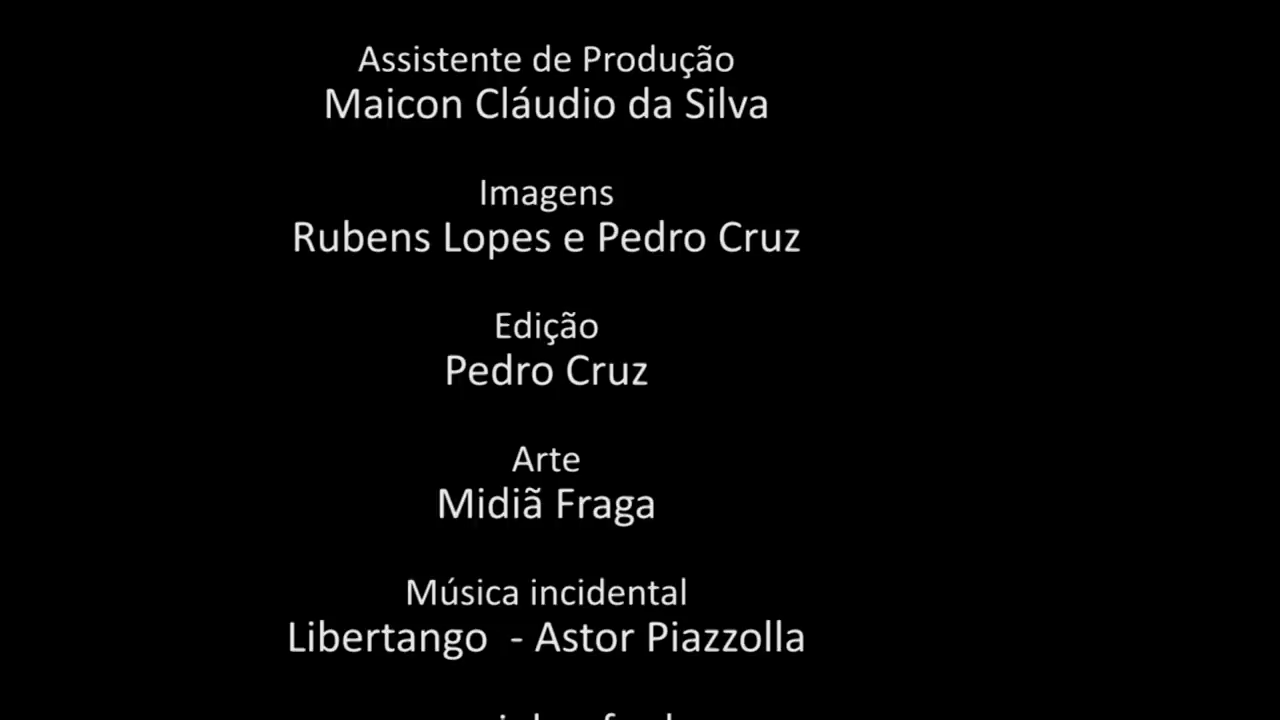 Assistente de Produção
Maicon Cláudio da Silva
Imagens
Rubens Lopes e Pedro Cruz
Edição
Pedro Cruz
Arte
Midiã Fraga
Música incidental
Libertango - Astor Piazzolla